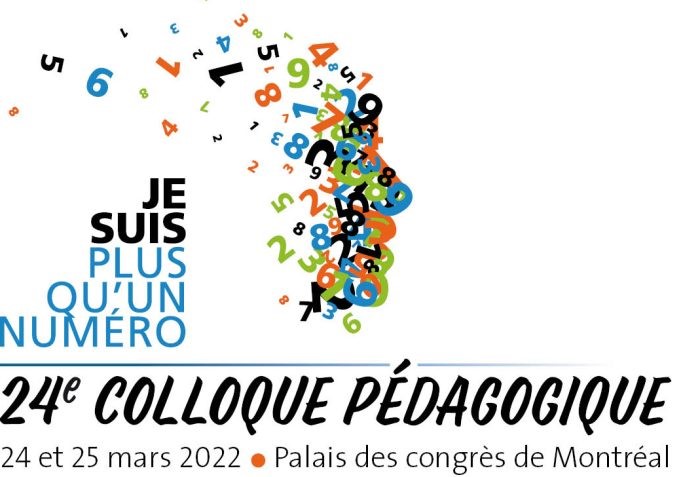 JE
SUIS
PLUS
QU'UN
NUMÉRO
24e COLLOQUE PÉDAGOGIQUE
24 et 25 mars 2022 • Palais des congrès de Montréal